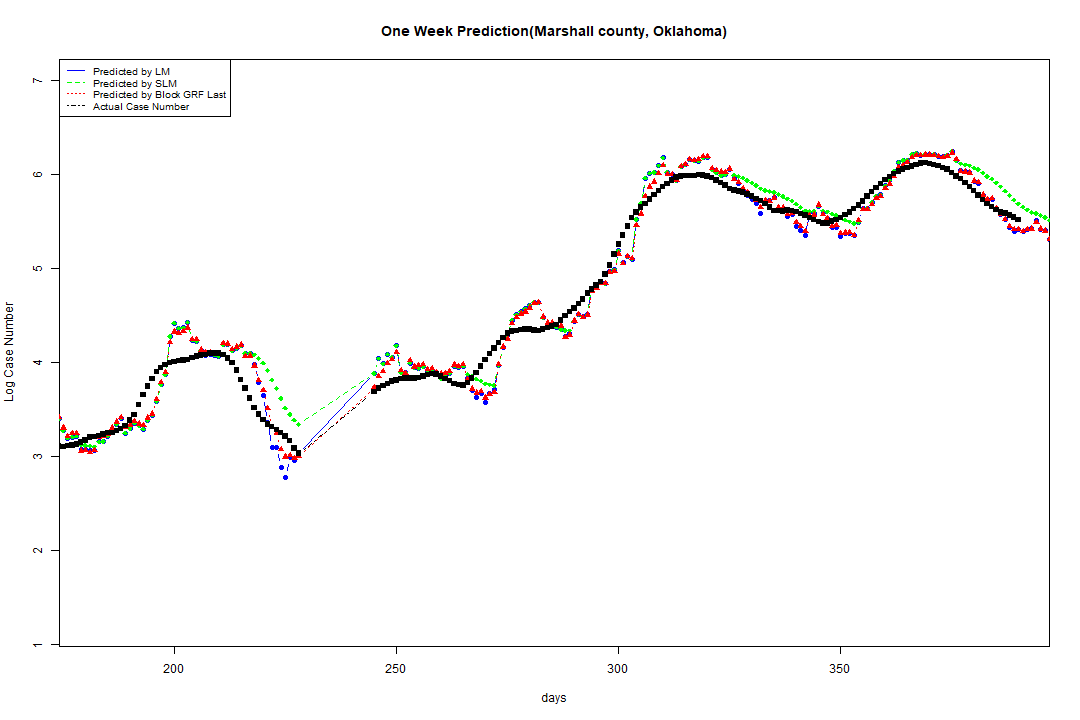 One Week Prediction(Marshall county, Oklahoma)
Predicted by LM
Predicted by SLM
Predicted by Block GRF Last
Actual Case Number
Log Case Number
7
6
5
4
3
2
1
200
250
300
350
days